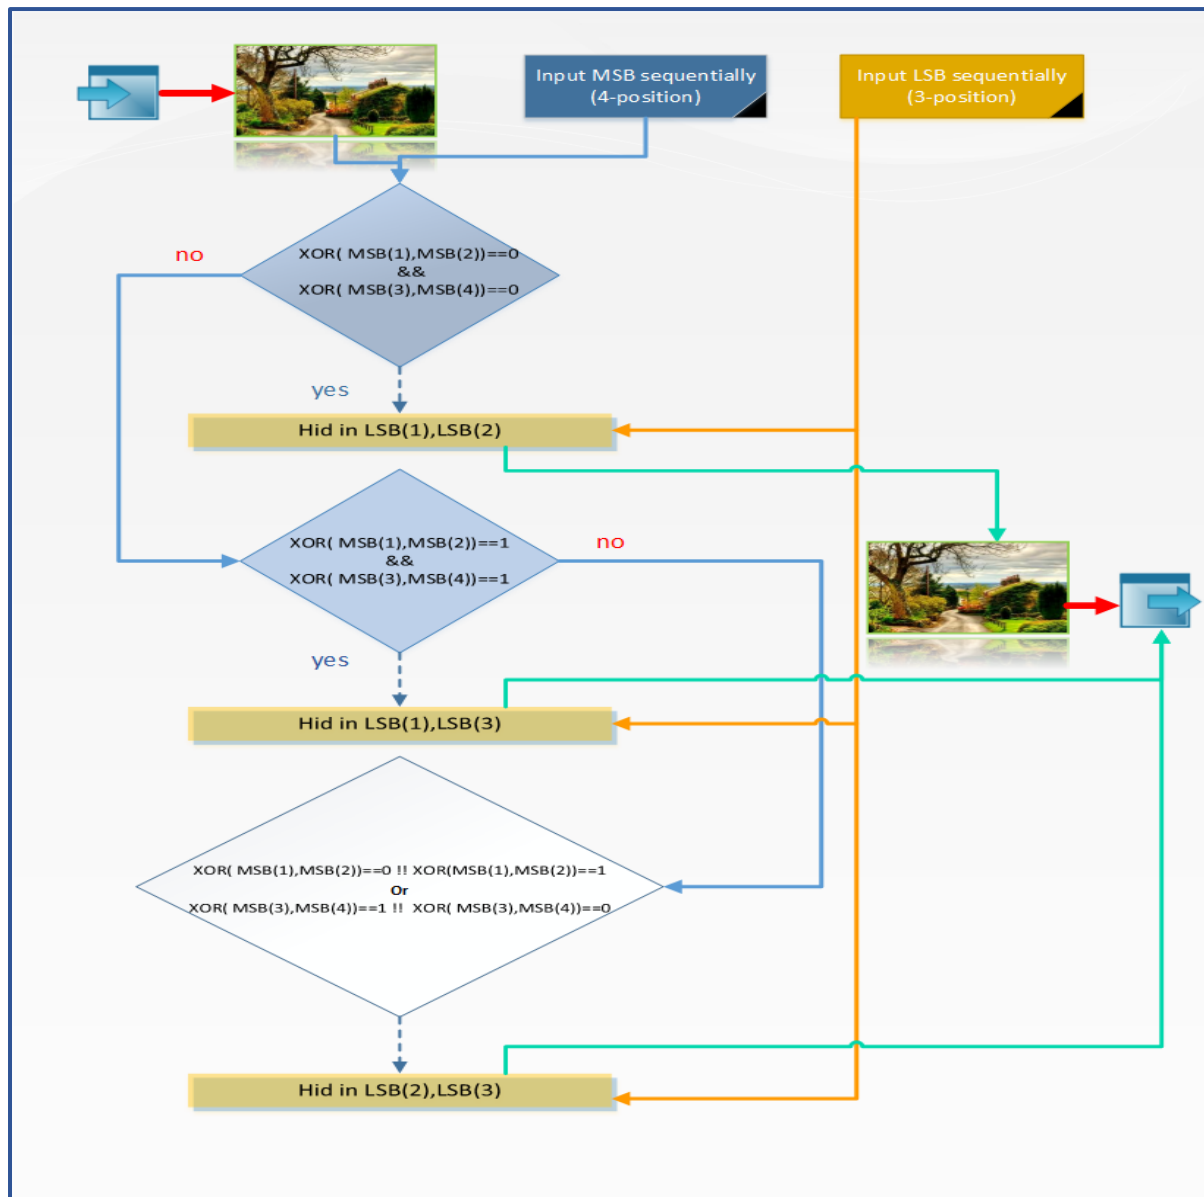 Input MSB sequentially
(4-position)
Input LSB sequentially
(3-position)
XOR( MSB(1),MSB(2))==0
&&
XOR( MSB(3),MSB(4))==0
no
yes
Hid in LSB(1),LSB(2)
XOR( MSB(1),MSB(2))==1
&&
XOR( MSB(3),MSB(4))==1
no
yes
Hid in LSB(1),LSB(3)
XOR( MSB(1),MSB(2))==0 !! XOR(MSB(1),MSB(2))==1
Or
XOR( MSB(3),MSB(4))==1 !! XOR( MSB(3),MSB(4))==0
Hid in LSB(2),LSB(3)